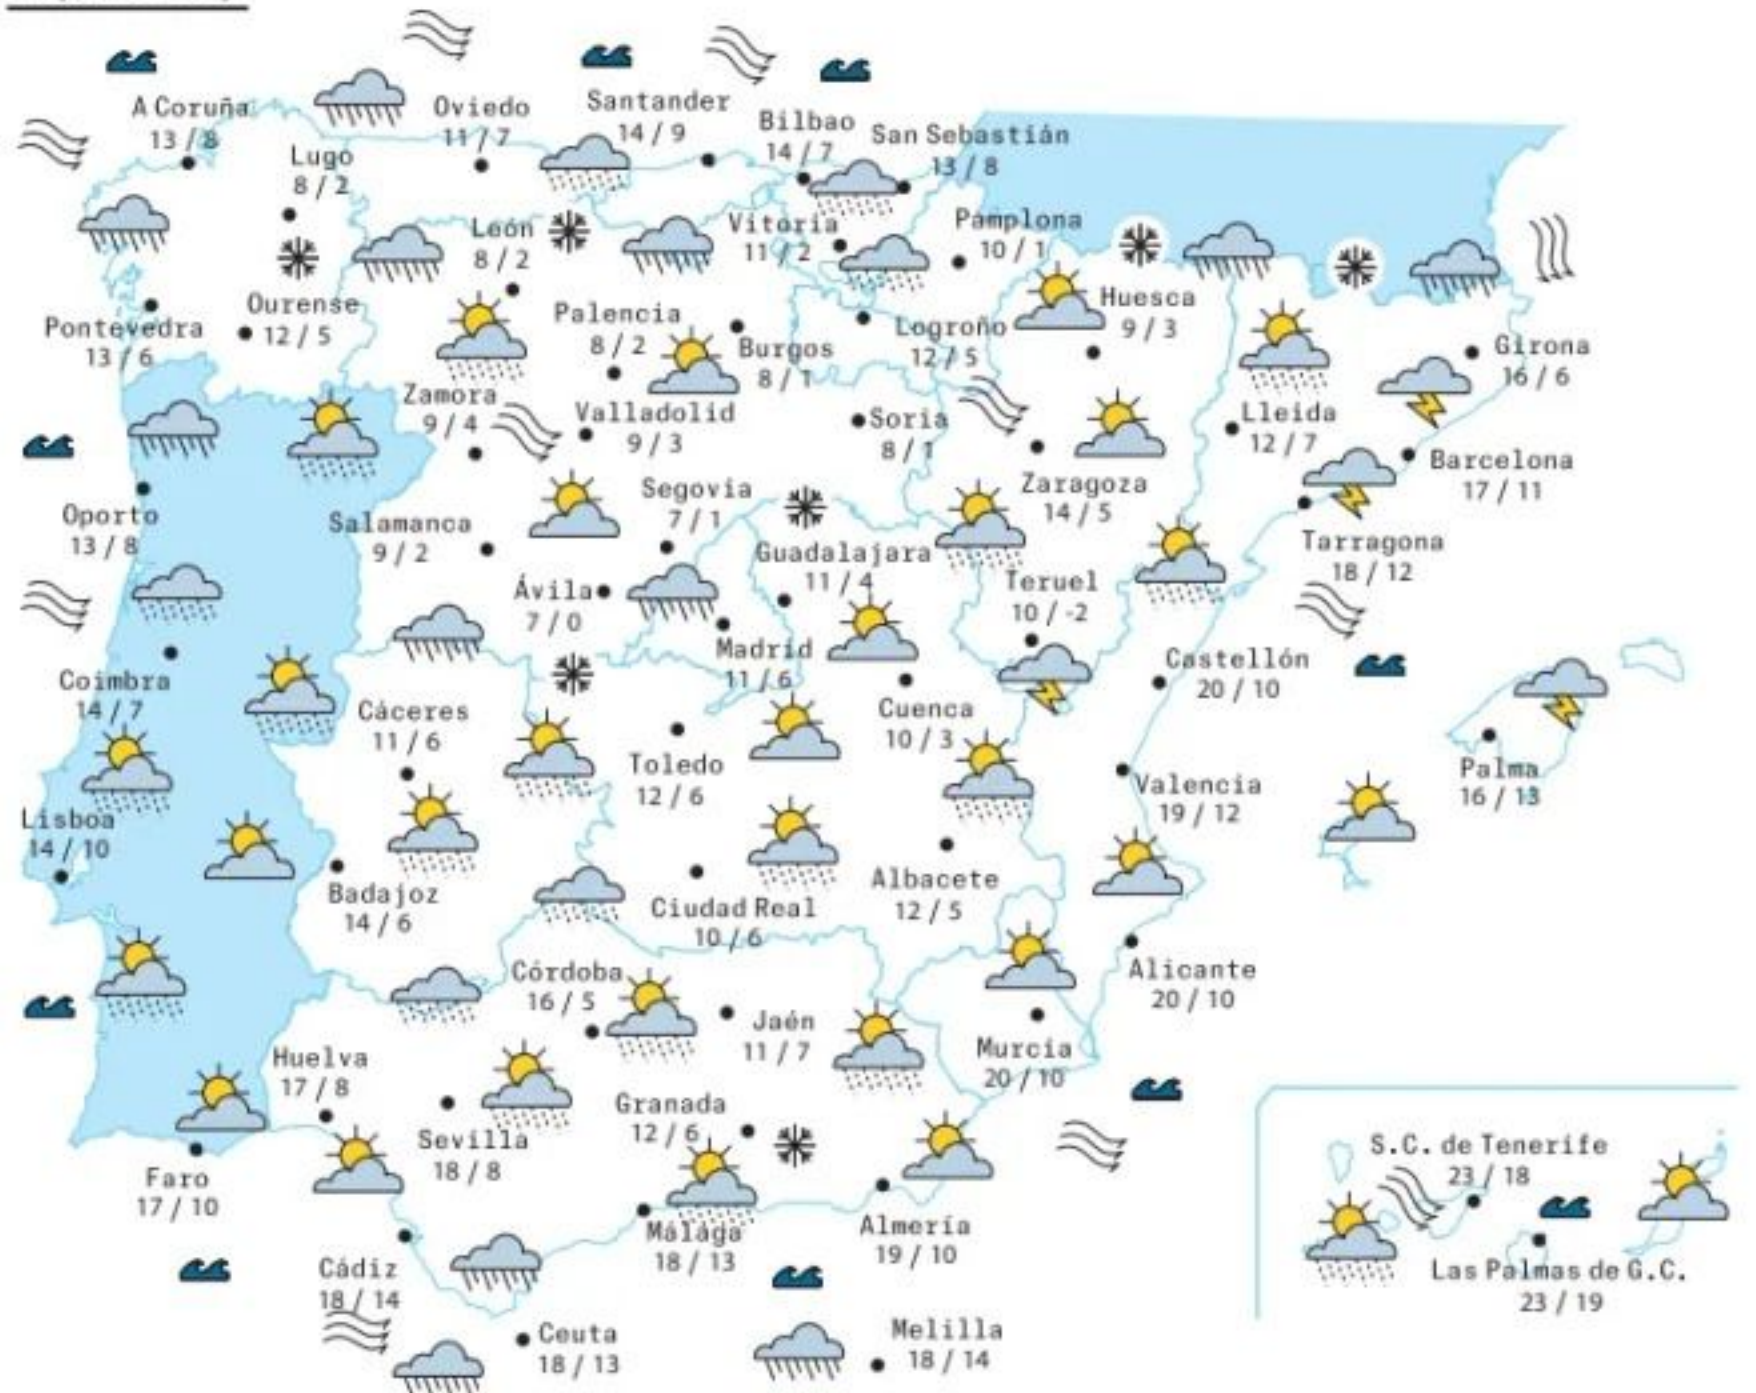 A Coruña
13 / 8
Oviedo
11 / 7
Santander
14 / 9
Bilbao
14 / 7
San Sebastián
13 / 8
Lugo
8 / 2
León
8 / 2
Vitoria
11 / 2
Pamplona
10 / 1
Pontevedra
13 / 6
Ourense
12 / 5
Palencia
8 / 2
Burgos
8 / 1
Logroño
12 / 5
Huesca
9 / 3
Girona
16 / 6
Zamora
9 / 4
Valladolid
9 / 3
Soria
8 / 1
Lleida
12 / 7
Barcelona
17 / 11
Oporto
13 / 8
Salamanca
9 / 2
Segovia
7 / 1
Zaragoza
14 / 5
Tarragona
18 / 12
Guadalajara
11 / 4
Ávila
7 / 0
Teruel
10 / -2
Madrid
11 / 6
Castellón
20 / 10
Coimbra
14 / 7
Cáceres
11 / 6
Cuenca
10 / 3
Toledo
12 / 6
Valencia
19 / 12
Palma
16 / 13
Lisboa
14 / 10
Badajoz
14 / 6
Ciudad Real
10 / 6
Albacete
12 / 5
Córdoba
16 / 5
Alicante
20 / 10
Jaén
11 / 7
Murcia
20 / 10
Huelva
17 / 8
Granada
12 / 6
Sevilla
18 / 8
Faro
17 / 10
Málaga
18 / 13
Almería
19 / 10
S.C. de Tenerife
23 / 18
Las Palmas de G.C.
23 / 19
Cádiz
18 / 14
Ceuta
18 / 13
Melilla
18 / 14